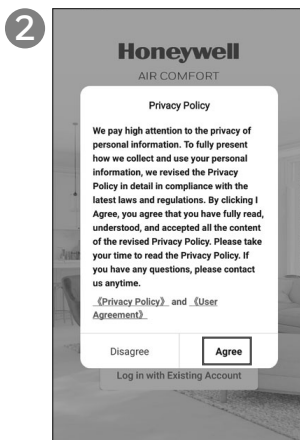 2
Honeywell
AIR COMFORT
Privacy Policy
We pay high attention to the privacy of
personal information. To fully present
how we collect and use your personal
information, we revised the Privacy
Policy in detail in compliance with the
latest laws and regulations. By clicking I
Agree, you agree that you have fully read,
understood, and accepted all the content
of the revised Privacy Policy. Please take
your time to read the Privacy Policy. If
you have any questions, please contact
us anytime.
《Privacy Policy》 and 《User
Agreement》
Disagree
Agree
Log in with Existing Account